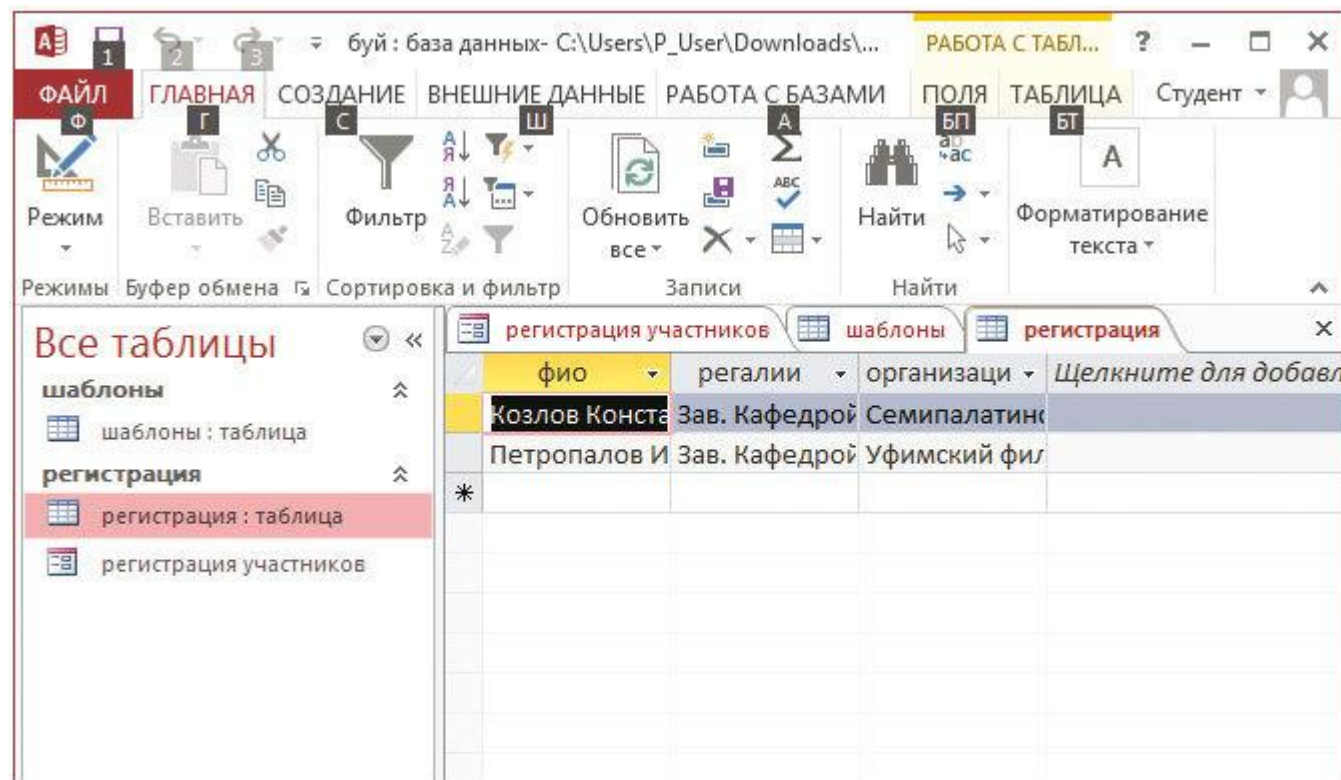 буй : база данных- C:\Users\P_User\Downloads\... РАБОТА С ТАБЛ... ?
1 2 3
ФАЙЛ ГЛАВНАЯ СОЗДАНИЕ ВНЕШНИЕ ДАННЫЕ РАБОТА С БАЗАМИ ПОЛЯ ТАБЛИЦА Студент
Ф Г С Ш А БП БТ
Режим Вставить Фильтр Обновить все Найти Форматирование текста
Режимы Буфер обмена Сортировка и фильтр Записи Найти
Все таблицы
шаблоны
шаблоны : таблица
регистрация
регистрация : таблица
регистрация участников
регистрация участников шаблоны регистрация
фио регалии организаци Щелкните для добавл
Козлов Конста Зав. Кафедрой Семипалатинс
Петропалов И Зав. Кафедрой Уфимский фил